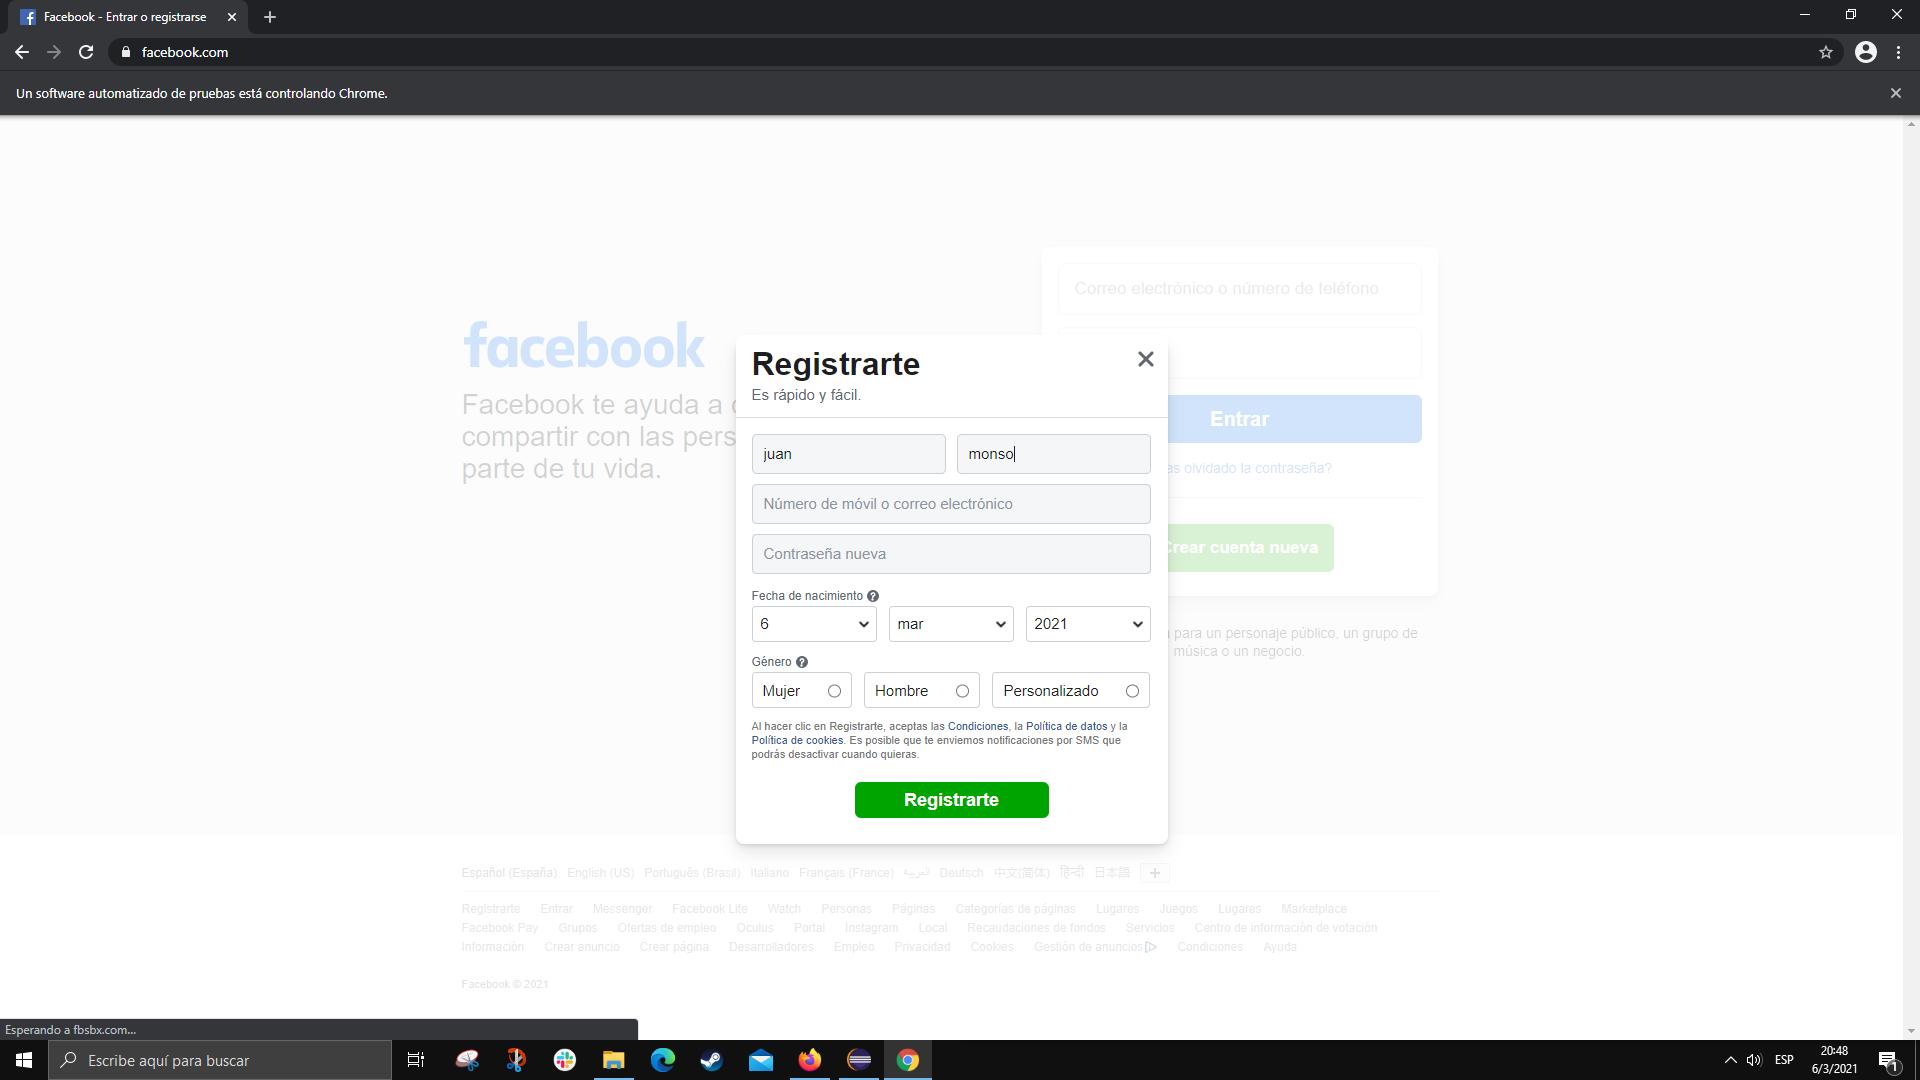 Facebook - Entrar o registrarse
facebook.com
Un software automatizado de pruebas está controlando Chrome.
facebook
Facebook te ayuda a c
compartir con las pers
parte de tu vida.
Correo electrónico o número de teléfono
Entrar
as olvidado la contraseña?
Crear cuenta nueva
para un personaje público, un grupo de
música o un negocio.
Registrarte
Es rápido y fácil.
juan monso
Número de móvil o correo electrónico
Contraseña nueva
Fecha de nacimiento ?
6 mar 2021
Género ?
Mujer Hombre Personalizado
Al hacer clic en Registrarte, aceptas las Condiciones, la Política de datos y la
Política de cookies. Es posible que te enviemos notificaciones por SMS que
podrás desactivar cuando quieras.
Registrarte
Español (España) English (US) Português (Brasil) Italiano Français (France) العربية Deutsch 中文(简体) हिन्दी 日本語 +
Registrarte Entrar Messenger Facebook Lite Watch Personas Páginas Categorías de páginas Lugares Juegos Lugares Marketplace
Facebook Pay Grupos Ofertas de empleo Oculus Portal Instagram Local Recaudaciones de fondos Servicios Centro de información de votación
Información Crear anuncio Crear página Desarrolladores Empleo Privacidad Cookies Gestión de anuncios Condiciones Ayuda
Facebook © 2021
Esperando a fbsbx.com...
Escribe aquí para buscar
ESP
20:48
6/3/2021
1